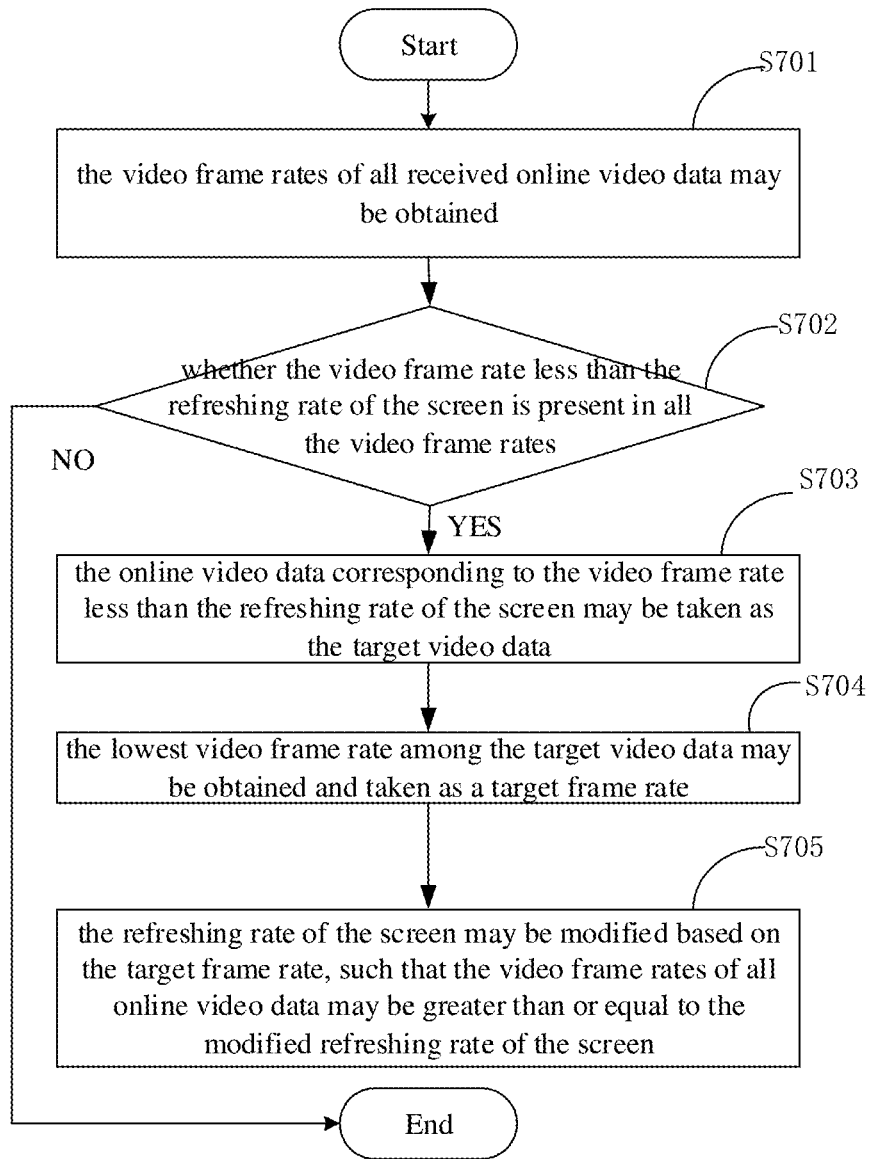 Start
S701
the video frame rates of all received online video data may
be obtained
S702
whether the video frame rate less than the
refreshing rate of the screen is present in all
the video frame rates
NO
YES
S703
the online video data corresponding to the video frame rate
less than the refreshing rate of the screen may be taken as
the target video data
S704
the lowest video frame rate among the target video data may
be obtained and taken as a target frame rate
S705
the refreshing rate of the screen may be modified based on
the target frame rate, such that the video frame rates of all
online video data may be greater than or equal to the
modified refreshing rate of the screen
End